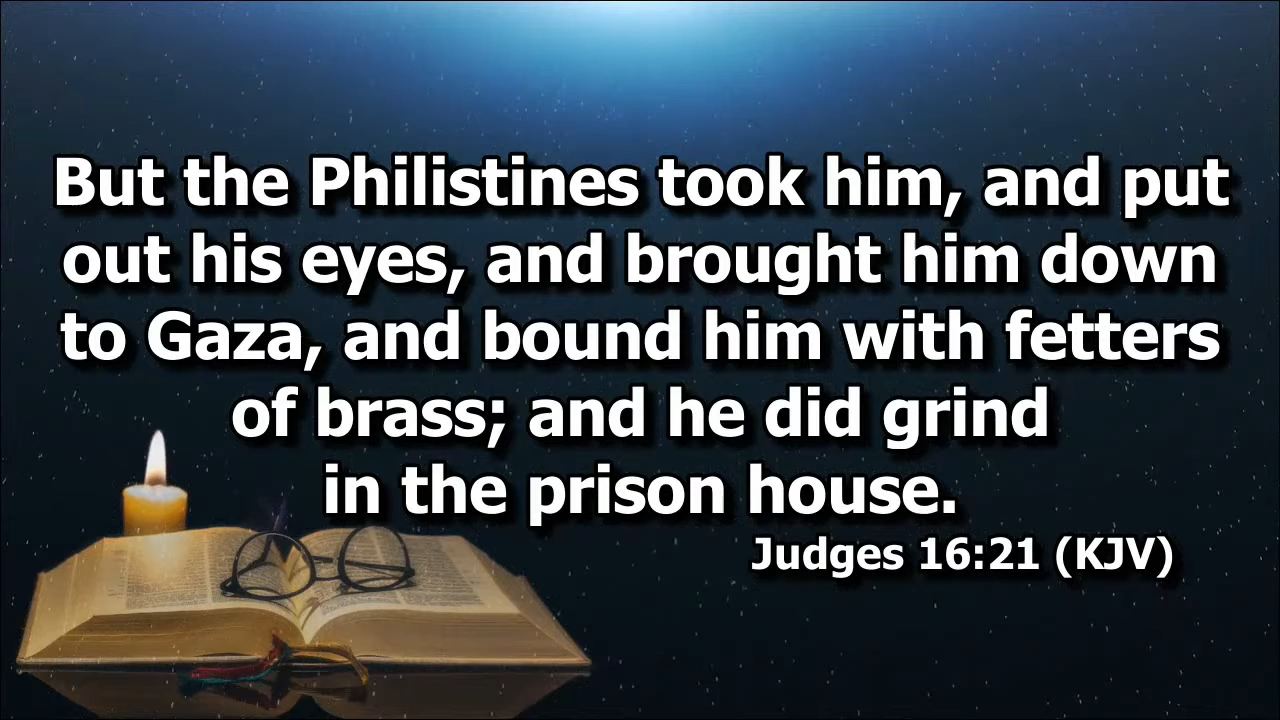 But the Philistines took him, and put
out his eyes, and brought him down
to Gaza, and bound him with fetters
of brass; and he did grind
in the prison house.
Judges 16:21 (KJV)